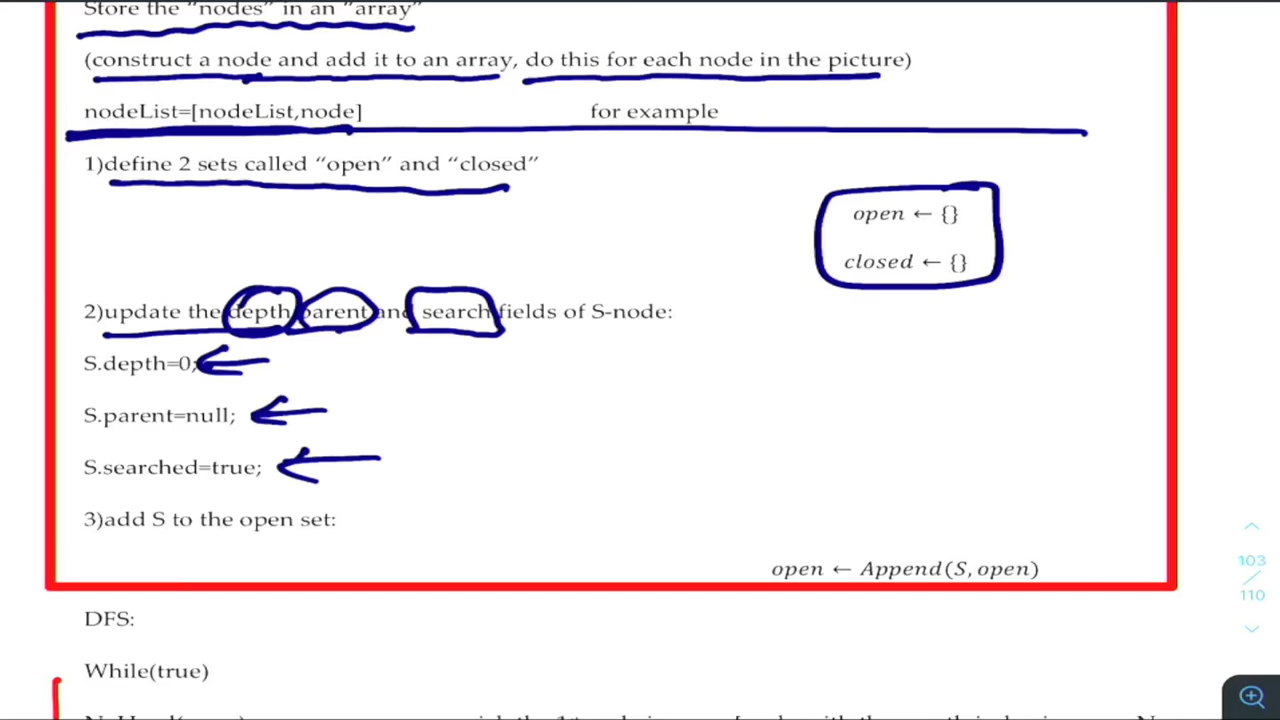 Store the “nodes” in an “array”
(construct a node and add it to an array, do this for each node in the picture)
nodeList=[nodeList,node] for example
1)define 2 sets called “open” and “closed”
open ← {}
closed ← {}
2)update the depth parent and search fields of S-node:
S.depth=0;
S.parent=null;
S.searched=true;
3)add S to the open set:
open ← Append(S, open)
103
110
DFS:
While(true)